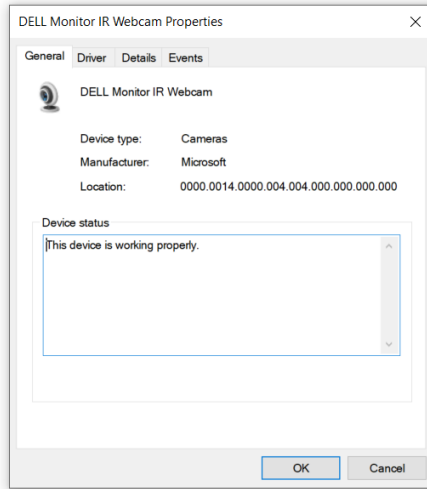 DELL Monitor IR Webcam Properties
General Driver Details Events
DELL Monitor IR Webcam
Device type: Cameras
Manufacturer: Microsoft
Location: 0000.0014.0000.004.004.000.000.000.000
Device status
This device is working properly.
OK Cancel